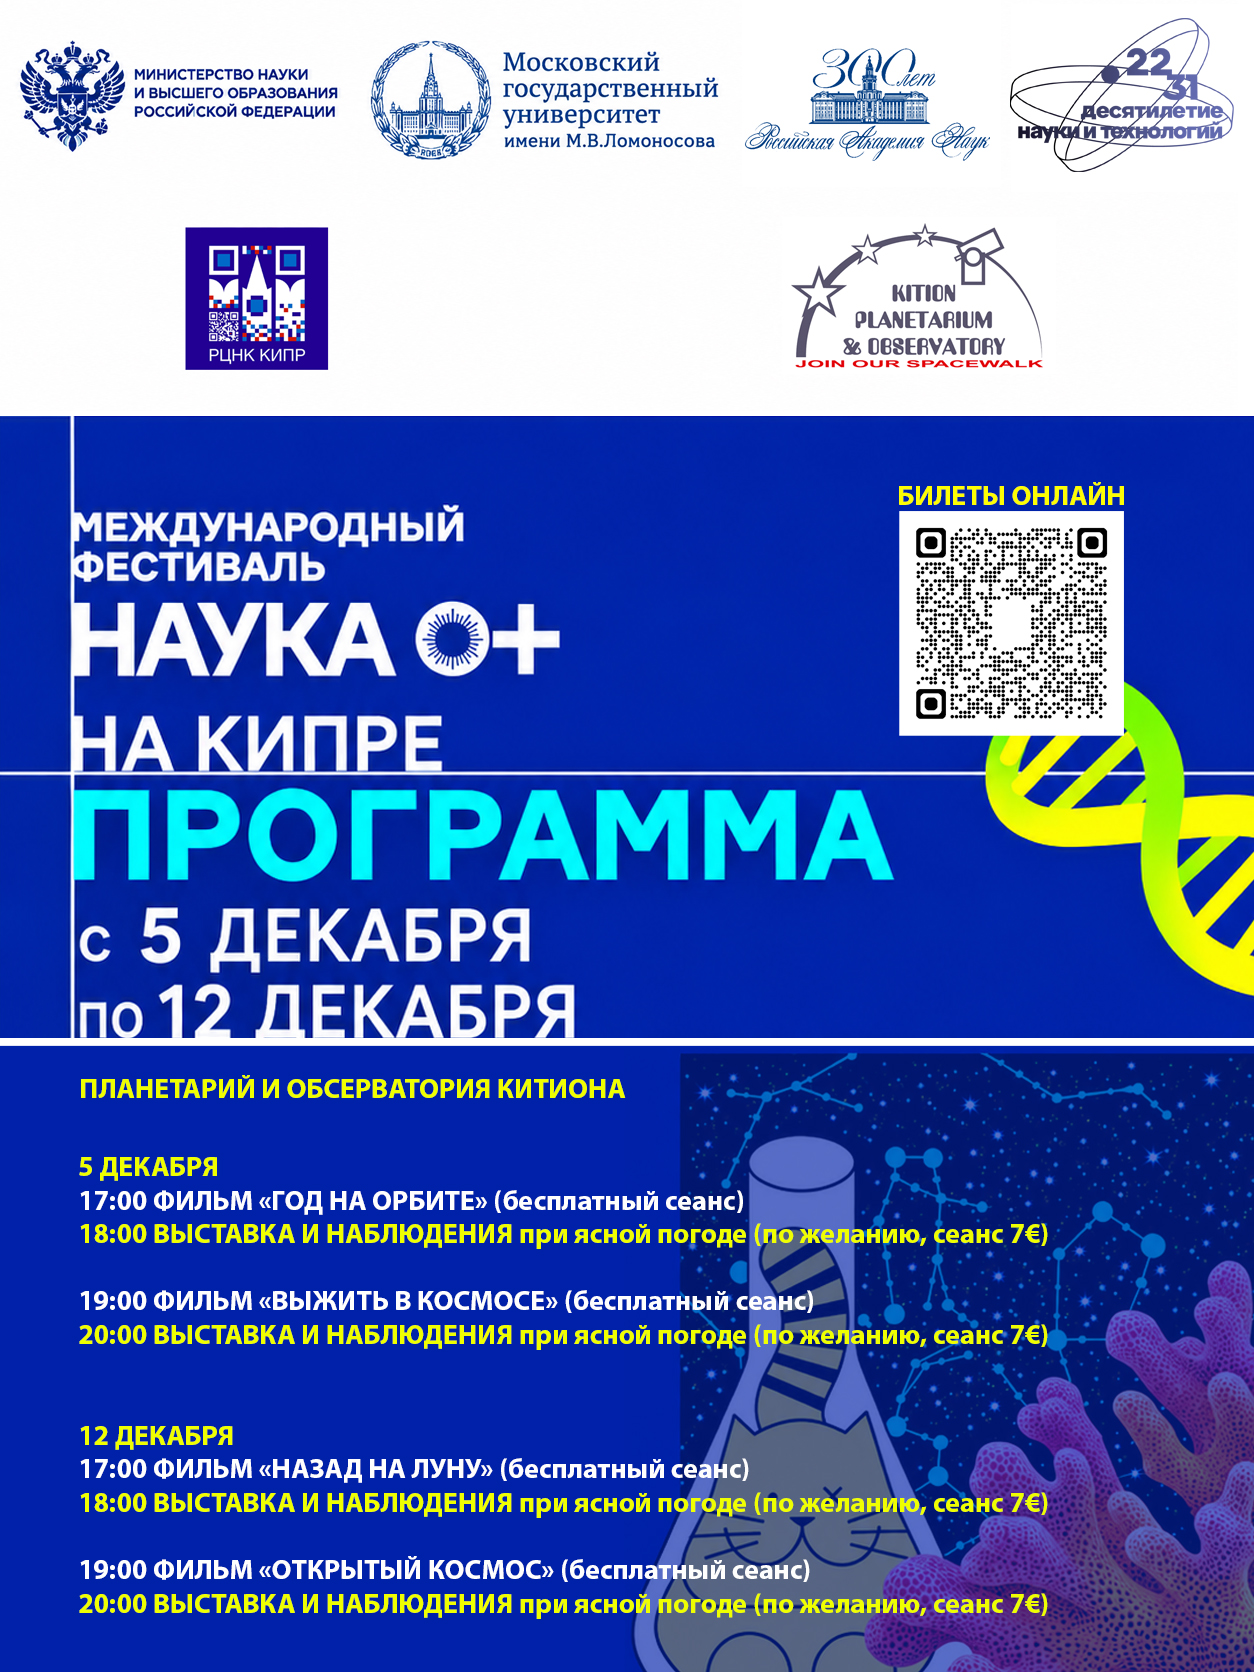 МИНИСТЕРСТВО НАУКИ
И ВЫСШЕГО ОБРАЗОВАНИЯ
РОССИЙСКОЙ ФЕДЕРАЦИИ
Московский
государственный
университет
имени М.В.Ломоносова
300 лет
Российская Академия Наук
22
31
десятилетие
науки и технологий
РЦНК КИПР
KITION
PLANETARIUM
& OBSERVATORY
JOIN OUR SPACEWALK
БИЛЕТЫ ОНЛАЙН
МЕЖДУНАРОДНЫЙ
ФЕСТИВАЛЬ
НАУКА 0+
НА КИПРЕ
ПРОГРАММА
с 5 ДЕКАБРЯ
по 12 ДЕКАБРЯ
ПЛАНЕТАРИЙ И ОБСЕРВАТОРИЯ КИТИОНА
5 ДЕКАБРЯ
17:00 ФИЛЬМ «ГОД НА ОРБИТЕ» (бесплатный сеанс)
18:00 ВЫСТАВКА И НАБЛЮДЕНИЯ при ясной погоде (по желанию, сеанс 7€)
19:00 ФИЛЬМ «ВЫЖИТЬ В КОСМОСЕ» (бесплатный сеанс)
20:00 ВЫСТАВКА И НАБЛЮДЕНИЯ при ясной погоде (по желанию, сеанс 7€)
12 ДЕКАБРЯ
17:00 ФИЛЬМ «НАЗАД НА ЛУНУ» (бесплатный сеанс)
18:00 ВЫСТАВКА И НАБЛЮДЕНИЯ при ясной погоде (по желанию, сеанс 7€)
19:00 ФИЛЬМ «ОТКРЫТЫЙ КОСМОС» (бесплатный сеанс)
20:00 ВЫСТАВКА И НАБЛЮДЕНИЯ при ясной погоде (по желанию, сеанс 7€)